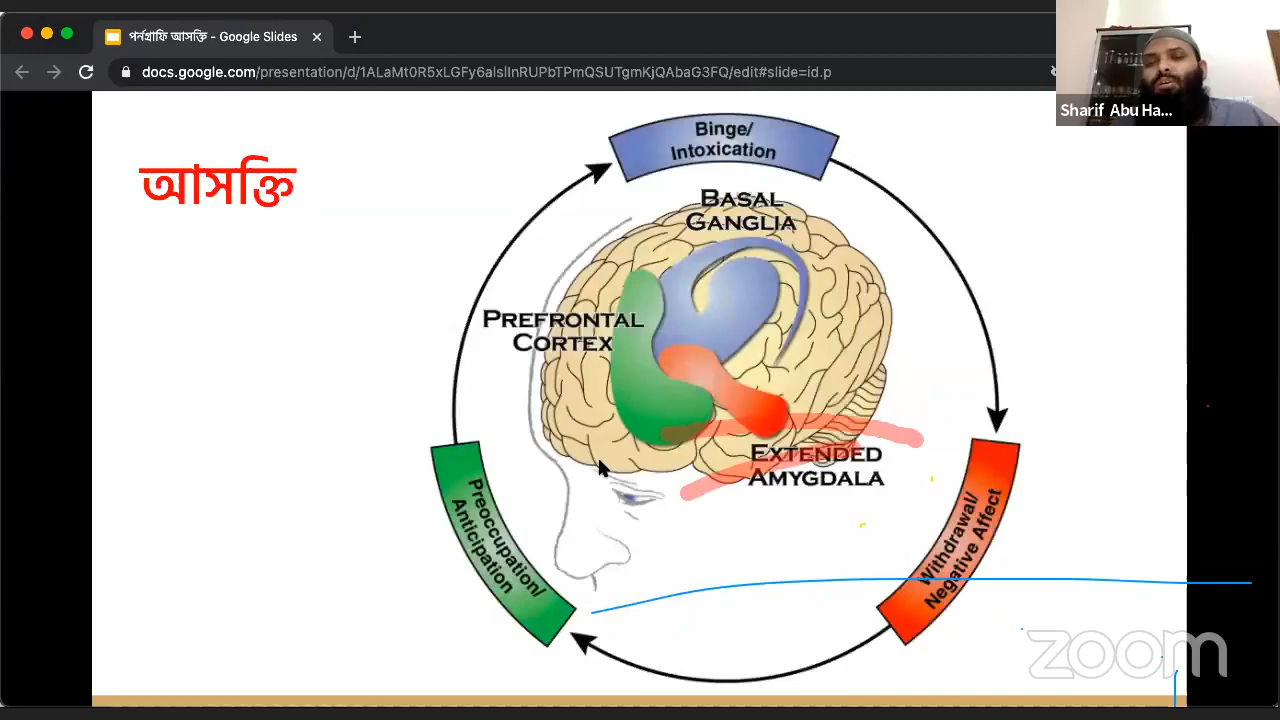 পর্নগ্রাফি আসক্তি - Google Slides
docs.google.com/presentation/d/1ALaMt0R5xLGFy6alslInRUPbTPmQSUTgmKjQAbaG3FQ/edit#slide=id.p
Sharif Abu Ha...
আসক্তি
Binge/
Intoxication
BASAL
GANGLIA
PREFRONTAL
CORTEX
EXTENDED
AMYGDALA
Preoccupation/
Anticipation
Withdrawal/
Negative Affect
zoom